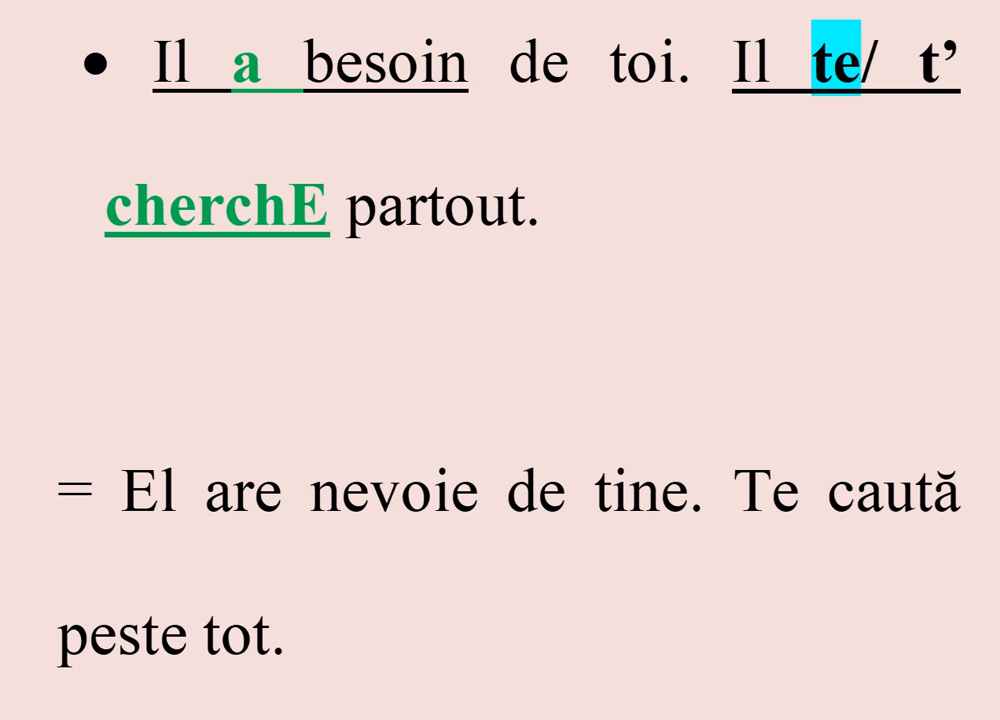 • Il a besoin de toi. Il te/ t’
cherchE partout.
= El are nevoie de tine. Te caută
peste tot.